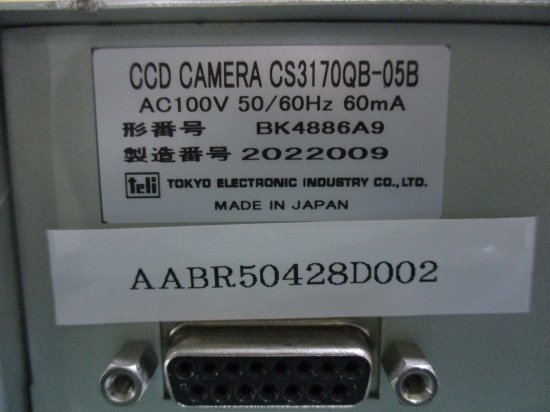 CCD CAMERA CS3170QB-05B
AC100V 50/60Hz 60mA
形番号 BK4886A9
製造番号 2022009
teli TOKYO ELECTRONIC INDUSTRY CO.,LTD.
MADE IN JAPAN
AABR50428D002